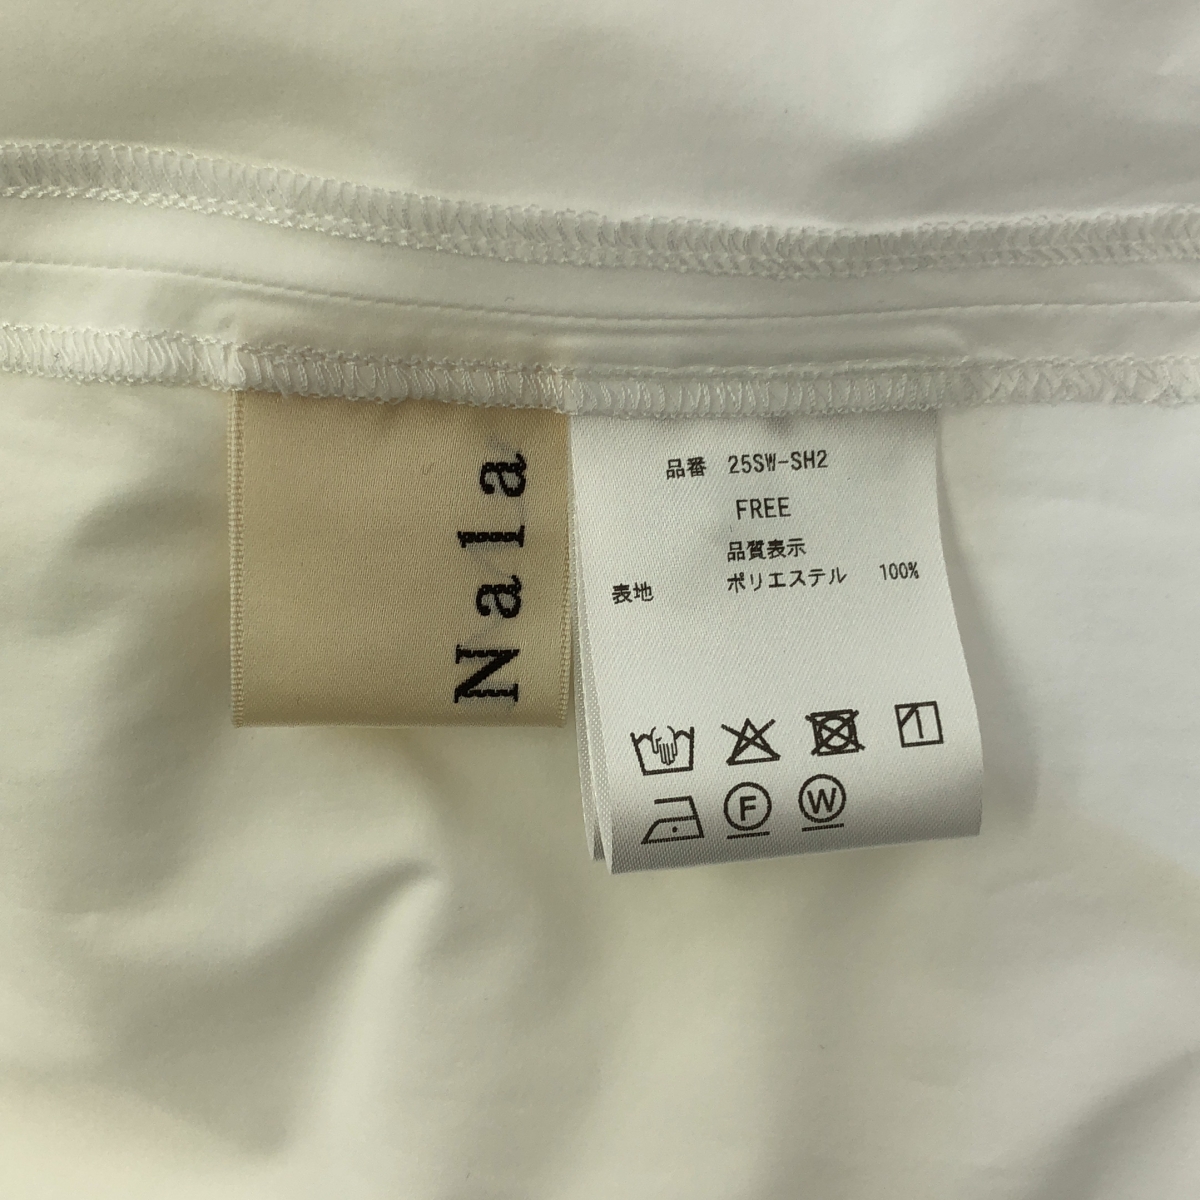 Nala
品番 25SW-SH2
FREE
品質表示
表地 ポリエステル 100%
F W